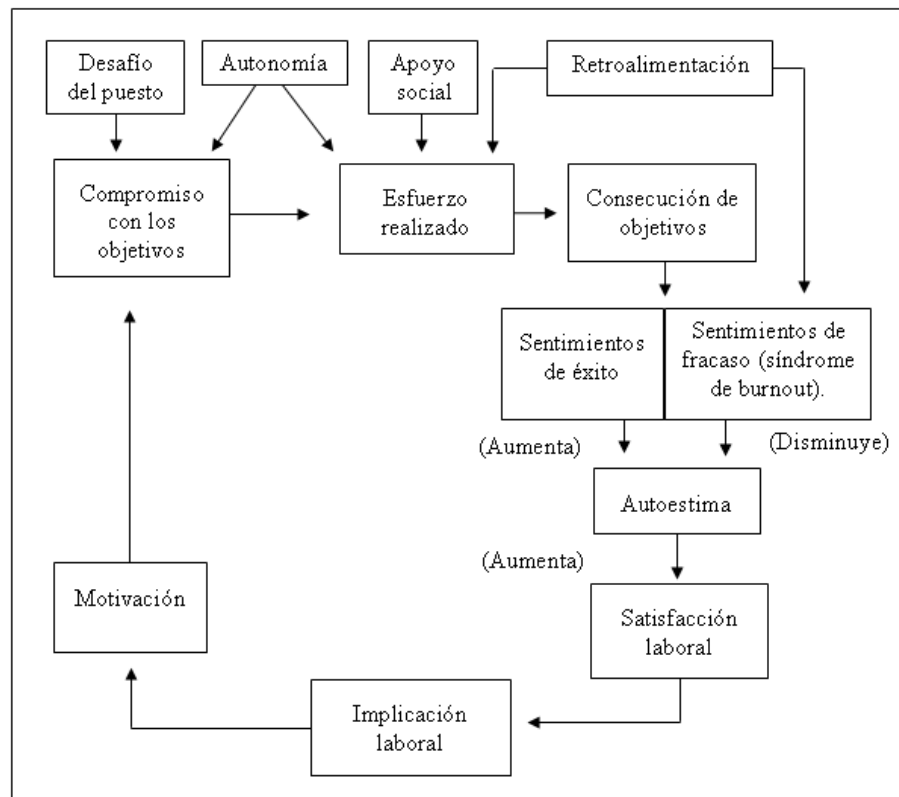 Desafío
del puesto
Autonomía
Apoyo
social
Retroalimentación
Compromiso
con los
objetivos
Esfuerzo
realizado
Consecución de
objetivos
Sentimientos
de éxito
Sentimientos de
fracaso (síndrome
de burnout).
(Aumenta)
(Disminuye)
Autoestima
(Aumenta)
Motivación
Satisfacción
laboral
Implicación
laboral